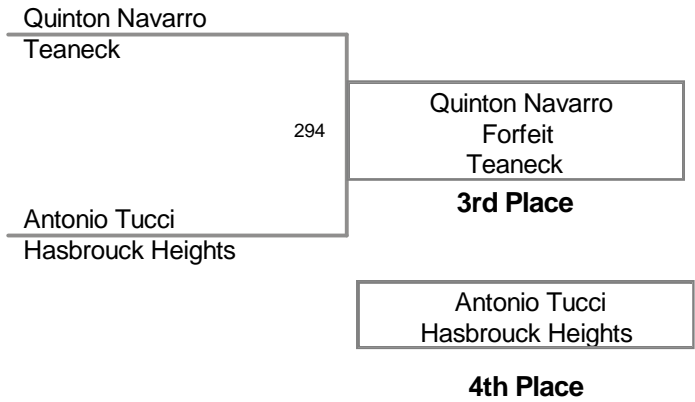 Quinton Navarro
Teaneck
294
Quinton Navarro
Forfeit
Teaneck
3rd Place
Antonio Tucci
Hasbrouck Heights
Antonio Tucci
Hasbrouck Heights
4th Place